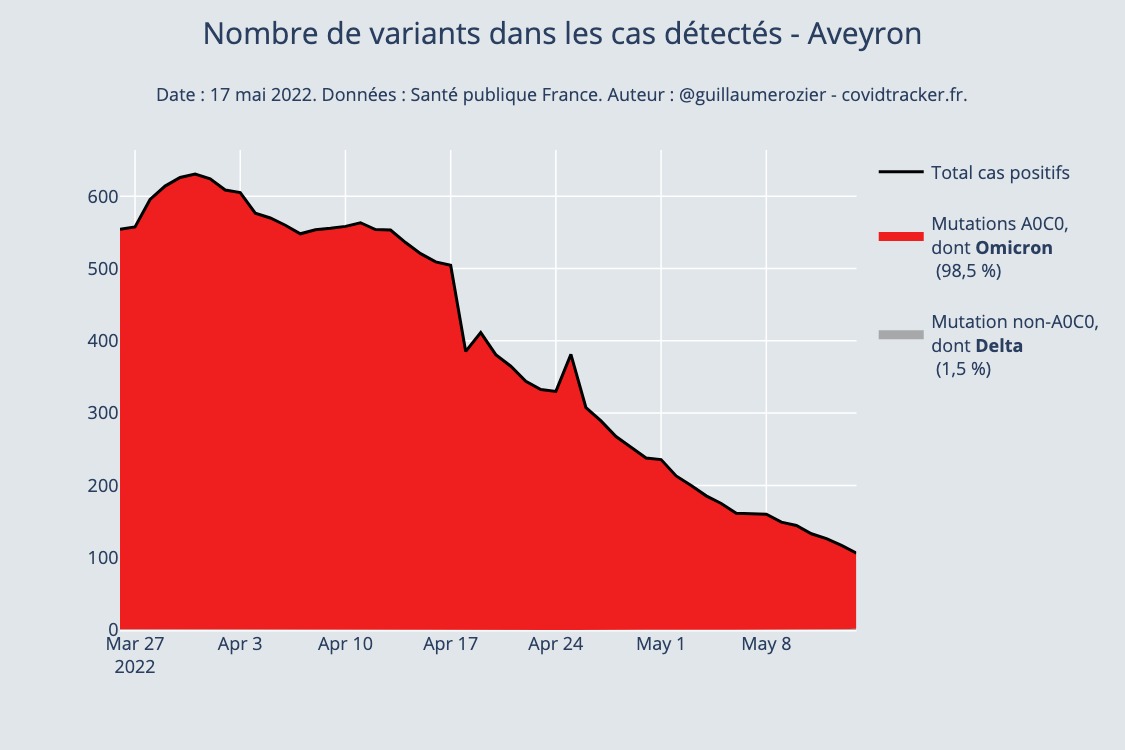 Nombre de variants dans les cas détectés - Aveyron
Date : 17 mai 2022. Données : Santé publique France. Auteur : @guillaumerozier - covidtracker.fr.
600
500
400
300
200
100
0
Mar 27
2022
Apr 3
Apr 10
Apr 17
Apr 24
May 1
May 8
Total cas positifs
Mutations A0C0,
dont Omicron
(98,5 %)
Mutation non-A0C0,
dont Delta
(1,5 %)